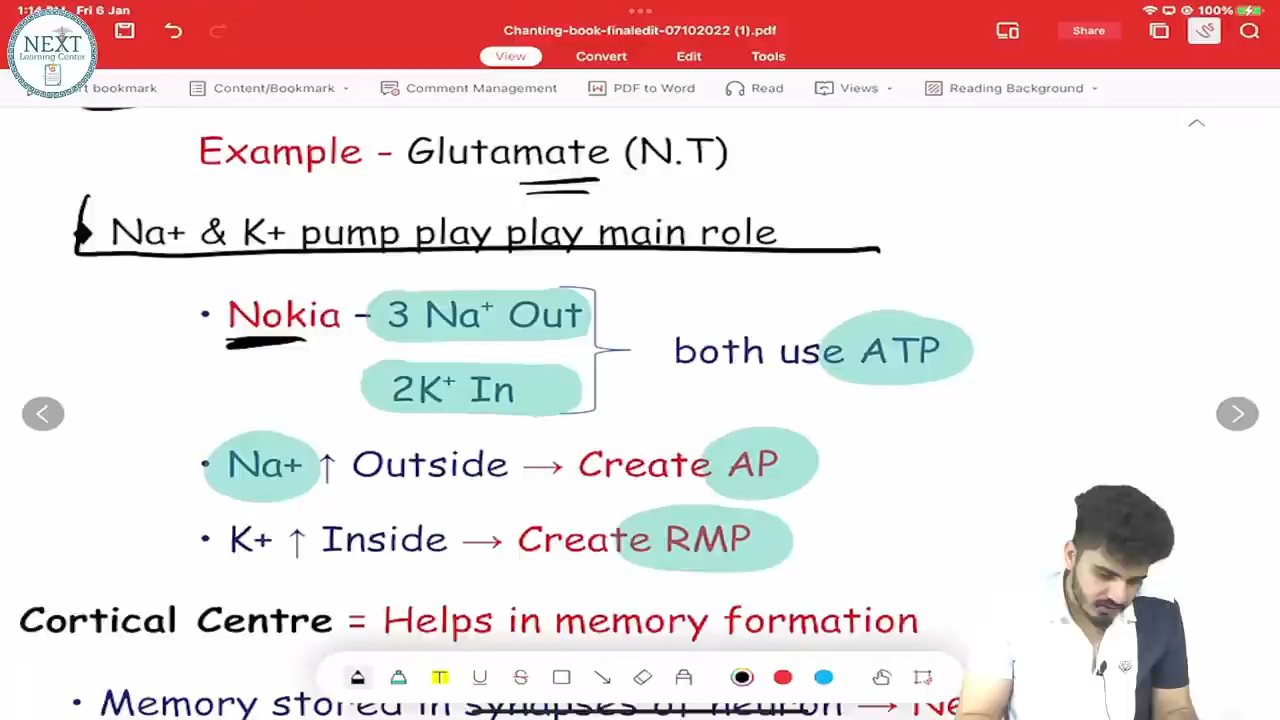 1:14 PM Fri 6 Jan
100%
NEXT
Learning Center
Chanting-book-finaledit-07102022 (1).pdf
Share
View Convert Edit Tools
bookmark Content/Bookmark Comment Management PDF to Word Read Views Reading Background
Example - Glutamate (N.T)
Na+ & K+ pump play play main role
• Nokia - 3 Na⁺ Out
both use ATP
2K⁺ In
• Na+ ↑ Outside → Create AP
• K+ ↑ Inside → Create RMP
Cortical Centre = Helps in memory formation
• Memory stored in synapses of neuron → Ne